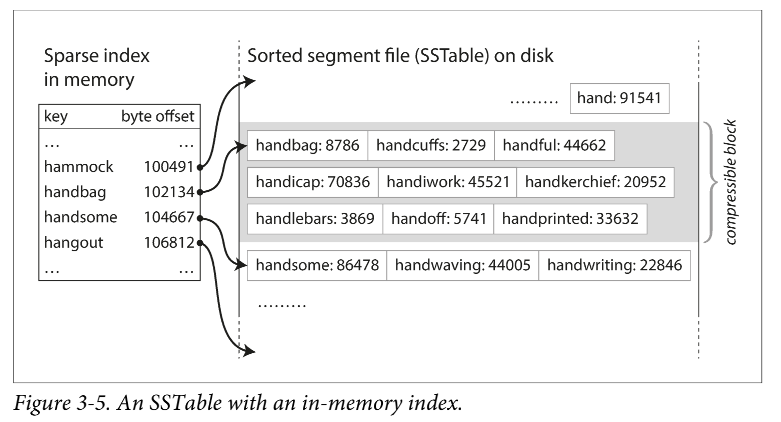 Sparse index
in memory
key byte offset
... ...
hammock 100491
handbag 102134
handsome 104667
hangout 106812
... ...
Sorted segment file (SSTable) on disk
......... hand: 91541
handbag: 8786 handcuffs: 2729 handful: 44662
handicap: 70836 handiwork: 45521 handkerchief: 20952
handlebars: 3869 handoff: 5741 handprinted: 33632
handsome: 86478 handwaving: 44005 handwriting: 22846
.........
compressible block
Figure 3-5. An SSTable with an in-memory index.